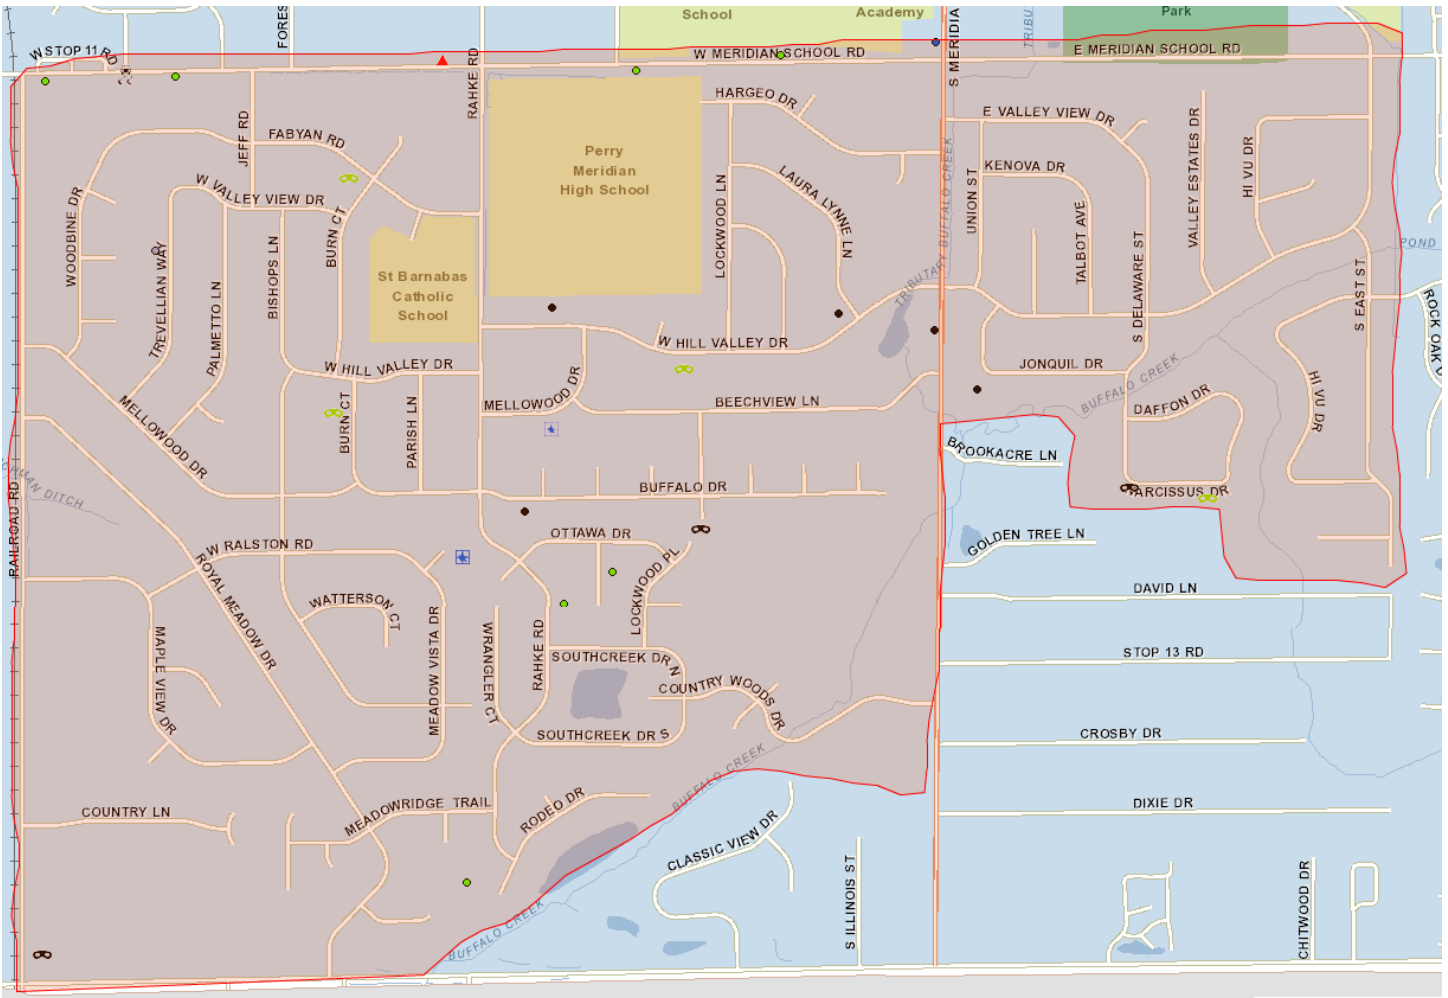 School
Academy
Park
FORES
W STOP 11 RD
W MERIDIAN SCHOOL RD
E MERIDIAN SCHOOL RD
S MERIDIA
TRIBU
RAHKE RD
HARGEO DR
E VALLEY VIEW DR
JEFF RD
FABYAN RD
Perry
Meridian
High School
KENOVA DR
VALLEY ESTATES DR
HI VU DR
LAURA LYNNE LN
LOCKWOOD LN
UNION ST
TALBOT AVE
S DELAWARE ST
W VALLEY VIEW DR
WOODBINE DR
BURN CT
BISHOPS LN
TREVELLIAN WAY
PALMETTO LN
St Barnabas
Catholic
School
TRIBUTARY BUFFALO CREEK
POND
S EAST ST
ROCK OAK D
W HILL VALLEY DR
W HILL VALLEY DR
JONQUIL DR
BUFFALO CREEK
HI VU DR
MELLOWOOD DR
MELLOWOOD DR
BEECHVIEW LN
DAFFON DR
BURN CT
PARISH LN
BROOKACRE LN
CHMAN DITCH
RAILROAD RD
BUFFALO DR
NARCISSUS DR
OTTAWA DR
GOLDEN TREE LN
W RALSTON RD
ROYAL MEADOW DR
LOCKWOOD PL
DAVID LN
WATTERSON CT
MAPLE VIEW DR
MEADOW VISTA DR
WRANGLER CT
RAHKE RD
SOUTHCREEK DR N
STOP 13 RD
COUNTRY WOODS DR
SOUTHCREEK DR S
CROSBY DR
BUFFALO CREEK
COUNTRY LN
MEADOWRIDGE TRAIL
RODEO DR
DIXIE DR
CLASSIC VIEW DR
S ILLINOIS ST
CHITWOOD DR
BUFFALO CREEK